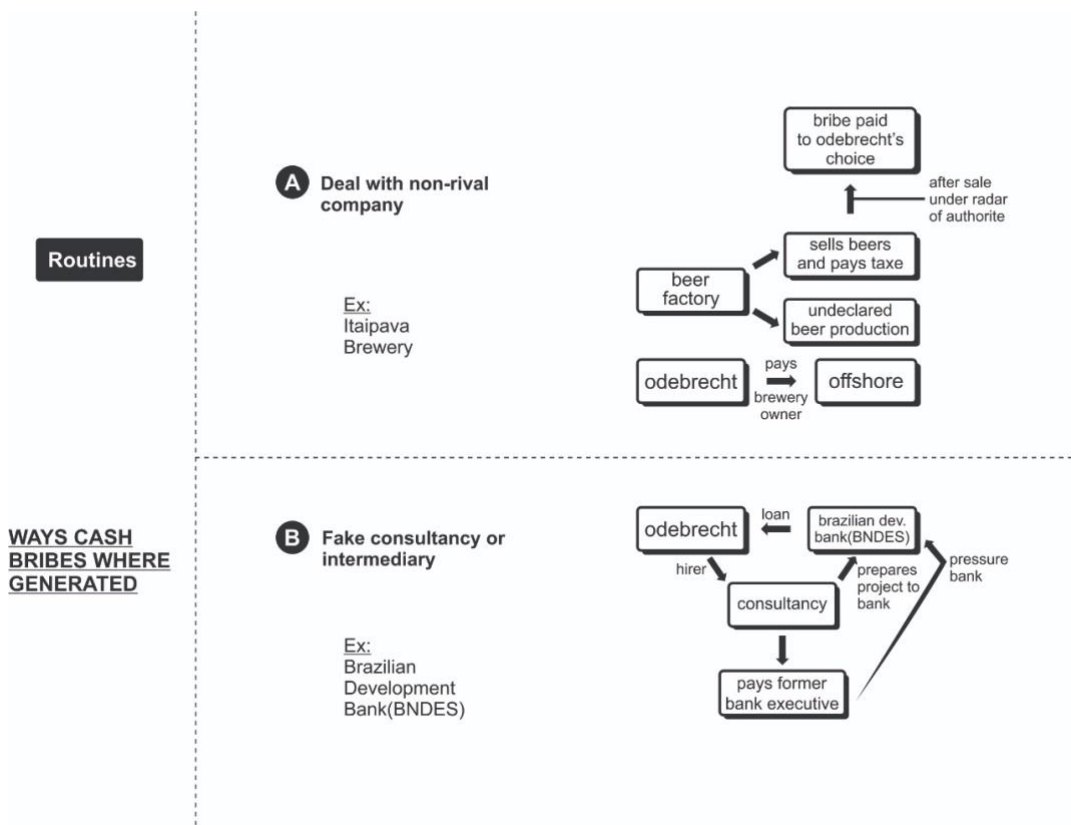 Routines
WAYS CASH
BRIBES WHERE
GENERATED
A
Deal with non-rival
company
Ex:
Itaipava
Brewery
bribe paid
to odebrecht's
choice
after sale
under radar
of authorite
sells beers
and pays taxe
beer
factory
undeclared
beer production
odebrecht
pays
brewery
owner
offshore
B
Fake consultancy or
intermediary
Ex:
Brazilian
Development
Bank(BNDES)
odebrecht
loan
brazilian dev.
bank(BNDES)
hirer
prepares
project to
bank
pressure
bank
consultancy
pays former
bank executive